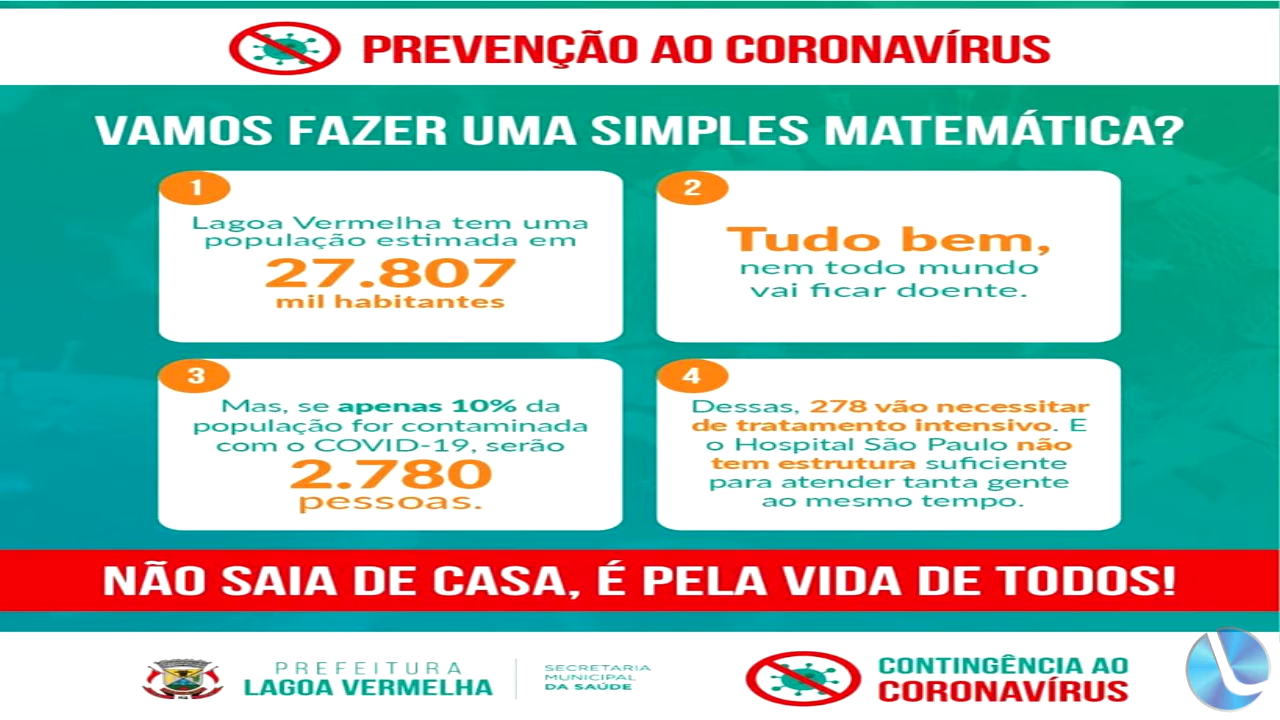 PREVENÇÃO AO CORONAVÍRUS
VAMOS FAZER UMA SIMPLES MATEMÁTICA?
1
Lagoa Vermelha tem uma
população estimada em
27.807
mil habitantes
2
Tudo bem,
nem todo mundo
vai ficar doente.
3
Mas, se apenas 10% da
população for contaminada
com o COVID-19, serão
2.780
pessoas.
4
Dessas, 278 vão necessitar
de tratamento intensivo. E
o Hospital São Paulo não
tem estrutura suficiente
para atender tanta gente
ao mesmo tempo.
NÃO SAIA DE CASA, É PELA VIDA DE TODOS!
PREFEITURA
LAGOA VERMELHA
SECRETARIA
MUNICIPAL
DA SAÚDE
CONTINGÊNCIA AO
CORONAVÍRUS